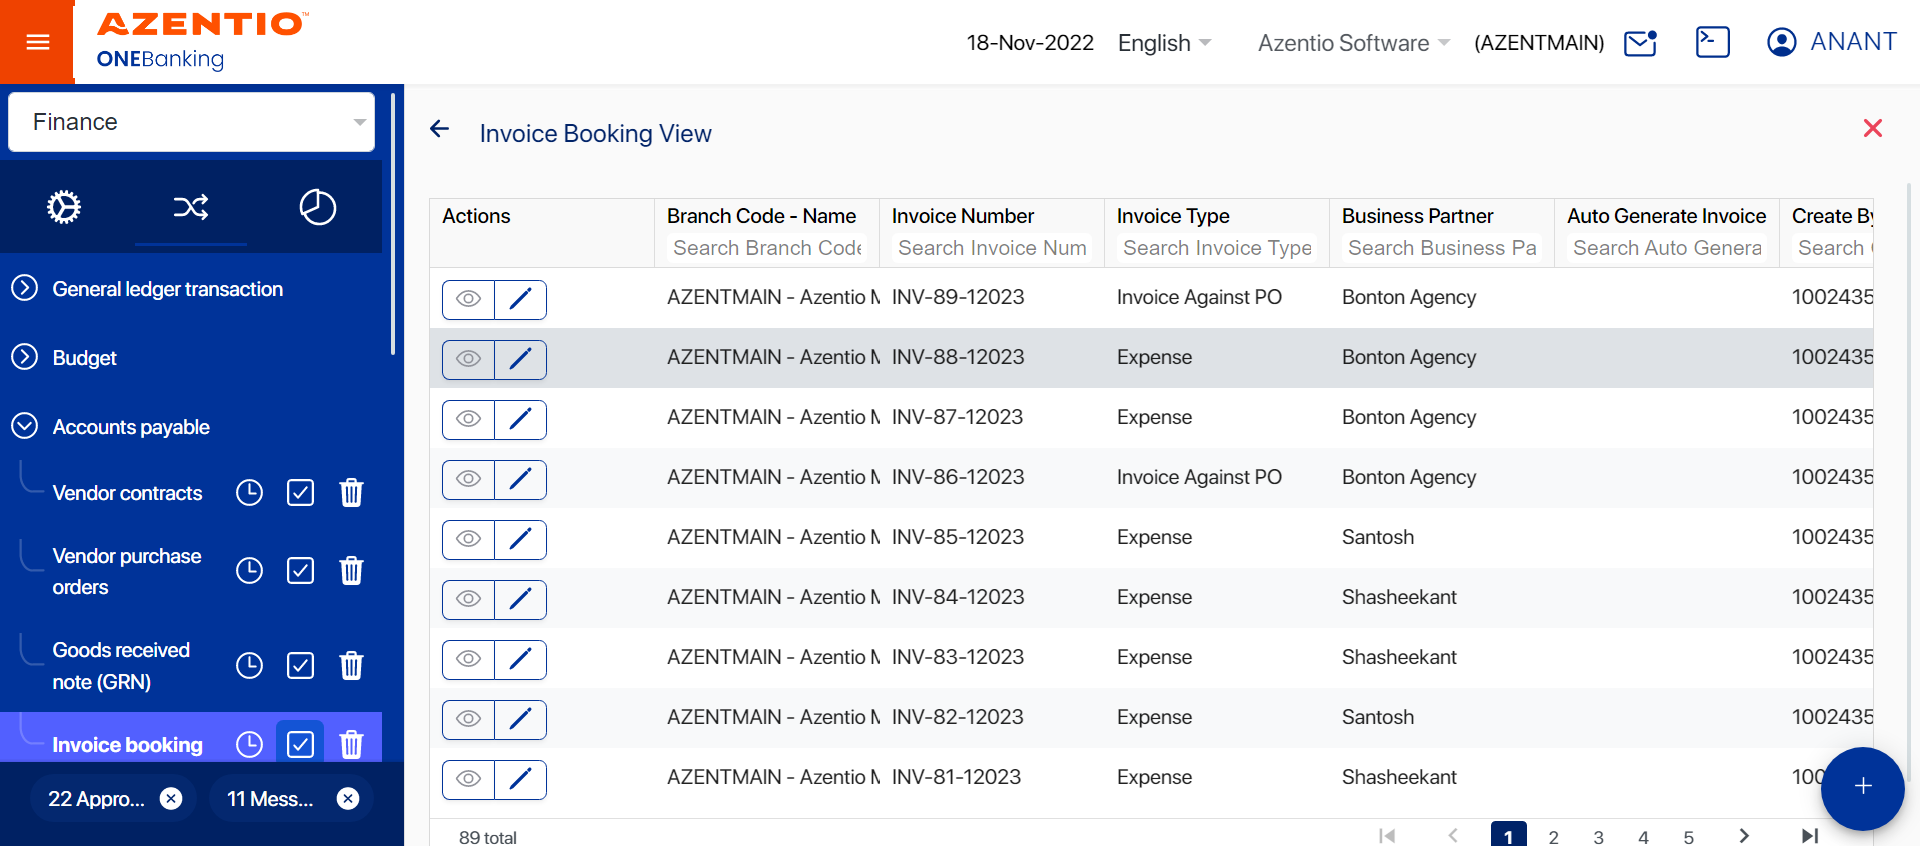 AZENTIO™
ONEBanking
18-Nov-2022 English Azentio Software (AZENTMAIN) ANANT
Finance
General ledger transaction
Budget
Accounts payable
Vendor contracts
Vendor purchase
orders
Goods received
note (GRN)
Invoice booking
22 Appro... 11 Mess...
Invoice Booking View
Actions Branch Code - Name Invoice Number Invoice Type Business Partner Auto Generate Invoice Create By
Search Branch Code Search Invoice Num Search Invoice Type Search Business Pa Search Auto Genera Search
AZENTMAIN - Azentio M INV-89-12023 Invoice Against PO Bonton Agency 1002435
AZENTMAIN - Azentio M INV-88-12023 Expense Bonton Agency 1002435
AZENTMAIN - Azentio M INV-87-12023 Expense Bonton Agency 1002435
AZENTMAIN - Azentio M INV-86-12023 Invoice Against PO Bonton Agency 1002435
AZENTMAIN - Azentio M INV-85-12023 Expense Santosh 1002435
AZENTMAIN - Azentio M INV-84-12023 Expense Shasheekant 1002435
AZENTMAIN - Azentio M INV-83-12023 Expense Shasheekant 1002435
AZENTMAIN - Azentio M INV-82-12023 Expense Santosh 1002435
AZENTMAIN - Azentio M INV-81-12023 Expense Shasheekant 100
89 total 1 2 3 4 5